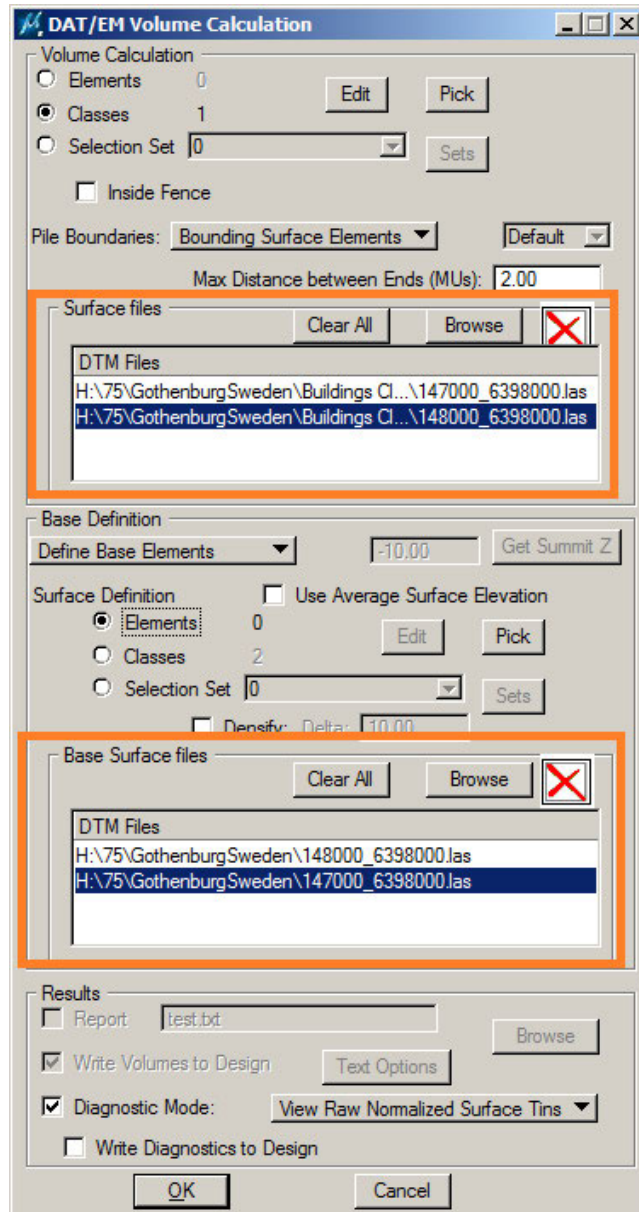 DAT/EM Volume Calculation
Volume Calculation
Elements 0 Edit Pick
Classes 1
Selection Set 0 Sets
Inside Fence
Pile Boundaries: Bounding Surface Elements Default
Max Distance between Ends (MUs): 2.00
Surface files
Clear All Browse
DTM Files
H:\75\GothenburgSweden\Buildings Cl...\147000_6398000.las
H:\75\GothenburgSweden\Buildings Cl...\148000_6398000.las
Base Definition
Define Base Elements -10.00 Get Summit Z
Surface Definition Use Average Surface Elevation
Elements 0 Edit Pick
Classes 2
Selection Set 0 Sets
Densify: Delta: 10.00
Base Surface files
Clear All Browse
DTM Files
H:\75\GothenburgSweden\148000_6398000.las
H:\75\GothenburgSweden\147000_6398000.las
Results
Report test.txt Browse
Write Volumes to Design Text Options
Diagnostic Mode: View Raw Normalized Surface Tins
Write Diagnostics to Design
OK Cancel